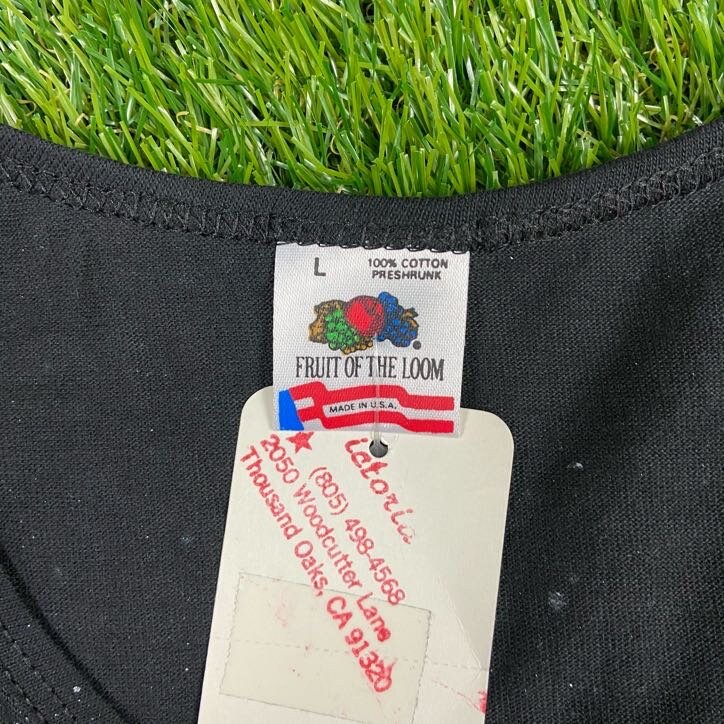 L
100% COTTON
PRESHRUNK
FRUIT OF THE LOOM
MADE IN U.S.A.
ictoria
(805) 498-4568
2050 Woodcutter Lane
Thousand Oaks, CA 91320